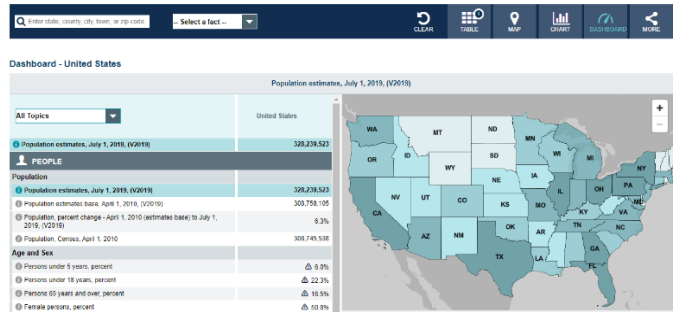 Enter state, county, city, town, or zip code
-- Select a fact --
CLEAR
TABLE
MAP
CHART
DASHBOARD
MORE
Dashboard - United States
Population estimates, July 1, 2019, (V2019)
All Topics
United States
Population estimates, July 1, 2019, (V2019) 328,239,523
PEOPLE
Population
Population estimates, July 1, 2019, (V2019) 328,239,523
Population estimates base, April 1, 2010, (V2019) 308,758,105
Population, percent change - April 1, 2010 (estimates base) to July 1, 6.3%
2019, (V2019)
Population, Census, April 1, 2010 308,745,538
Age and Sex
Persons under 5 years, percent 6.0%
Persons under 18 years, percent 22.3%
Persons 65 years and over, percent 16.5%
Female persons, percent 50.8%
+
−
WA
MT
ND
MN
OR
ID
SD
WI
MI
WY
NY
IA
NE
PA
NV
UT
CO
IL
OH
KS
MO
MD
VA
KY
CA
AZ
NM
OK
AR
TN
NC
TX
LA
GA
FL